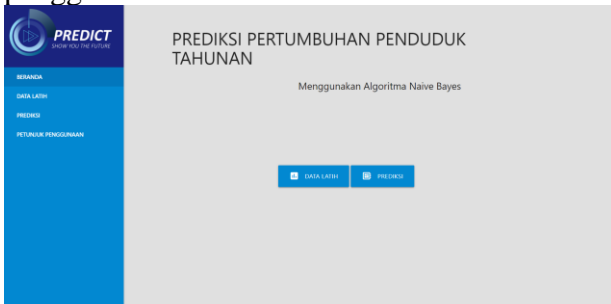 PREDICT
SHOW YOU THE FUTURE
BERANDA
DATA LATIH
PREDIKSI
PETUNJUK PENGGUNAAN
PREDIKSI PERTUMBUHAN PENDUDUK
TAHUNAN
Menggunakan Algoritma Naive Bayes
DATA LATIH
PREDIKSI